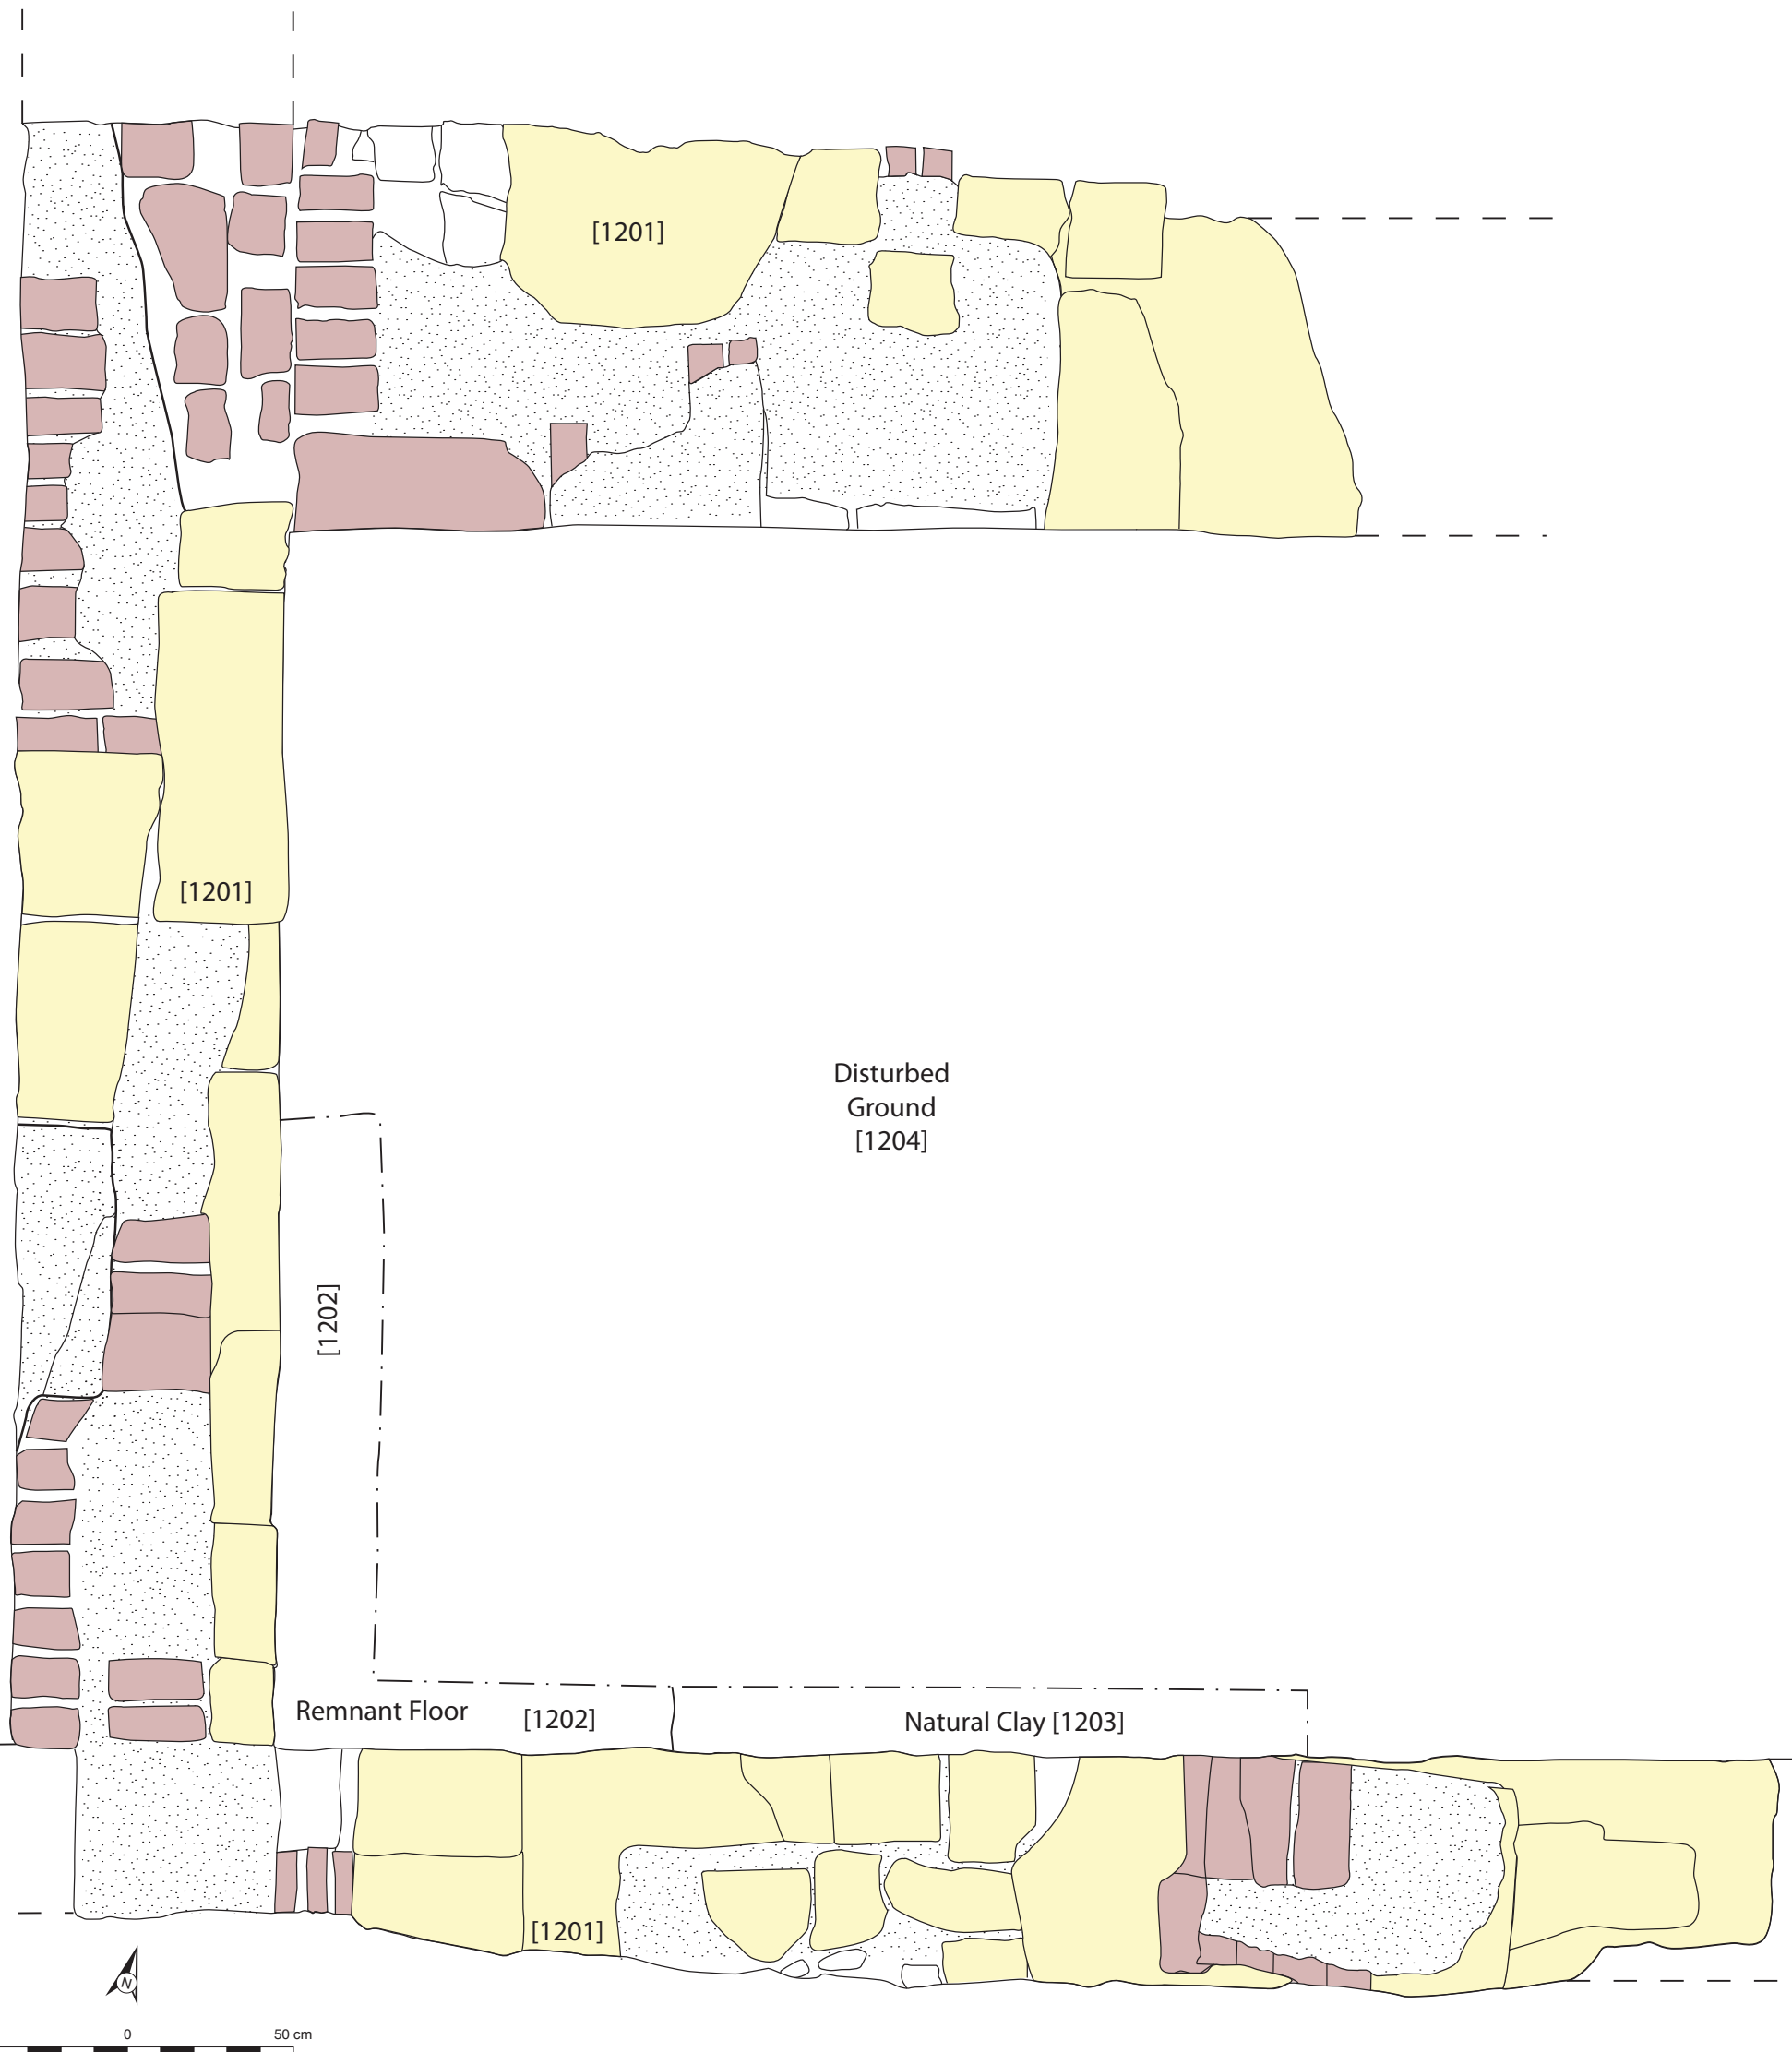 [1201]
[1201]
Disturbed
Ground
[1204]
[1202]
Remnant Floor [1202]
Natural Clay [1203]
[1201]
N
0 50 cm